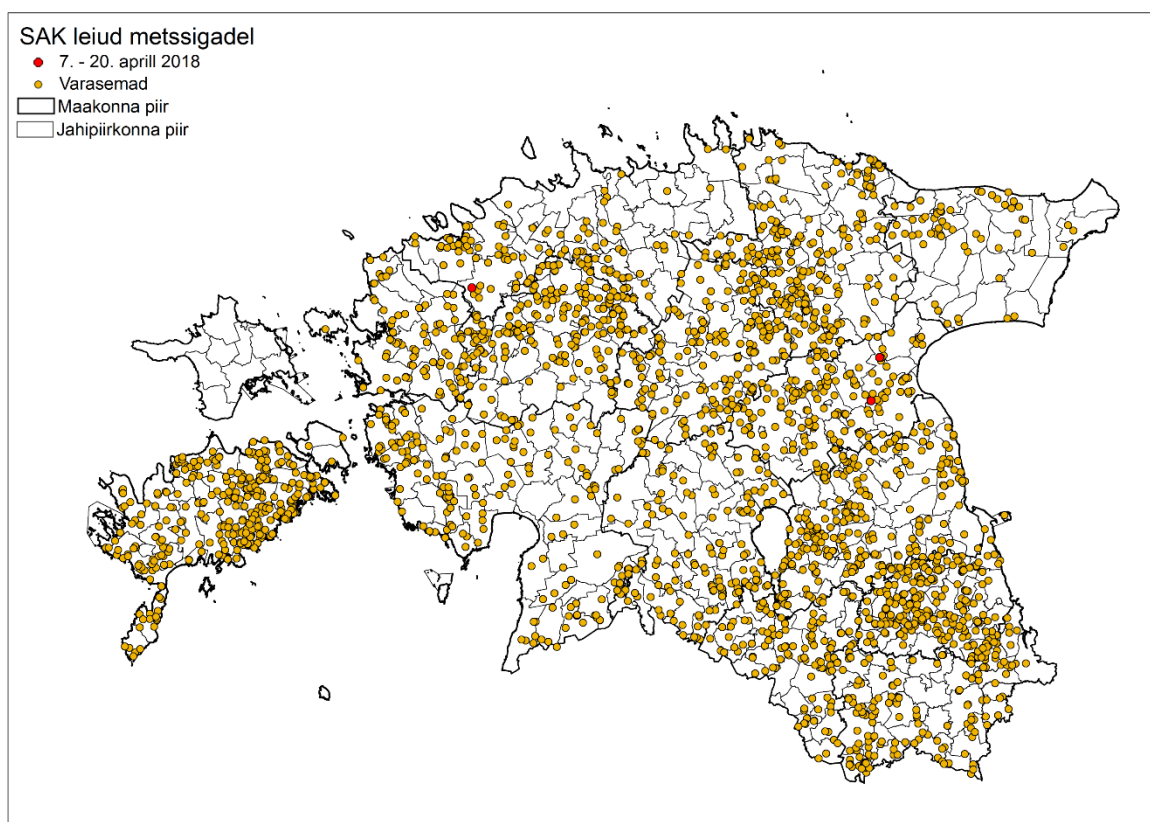 SAK leiud metssigadel
7. - 20. aprill 2018
Varasemad
Maakonna piir
Jahipiirkonna piir